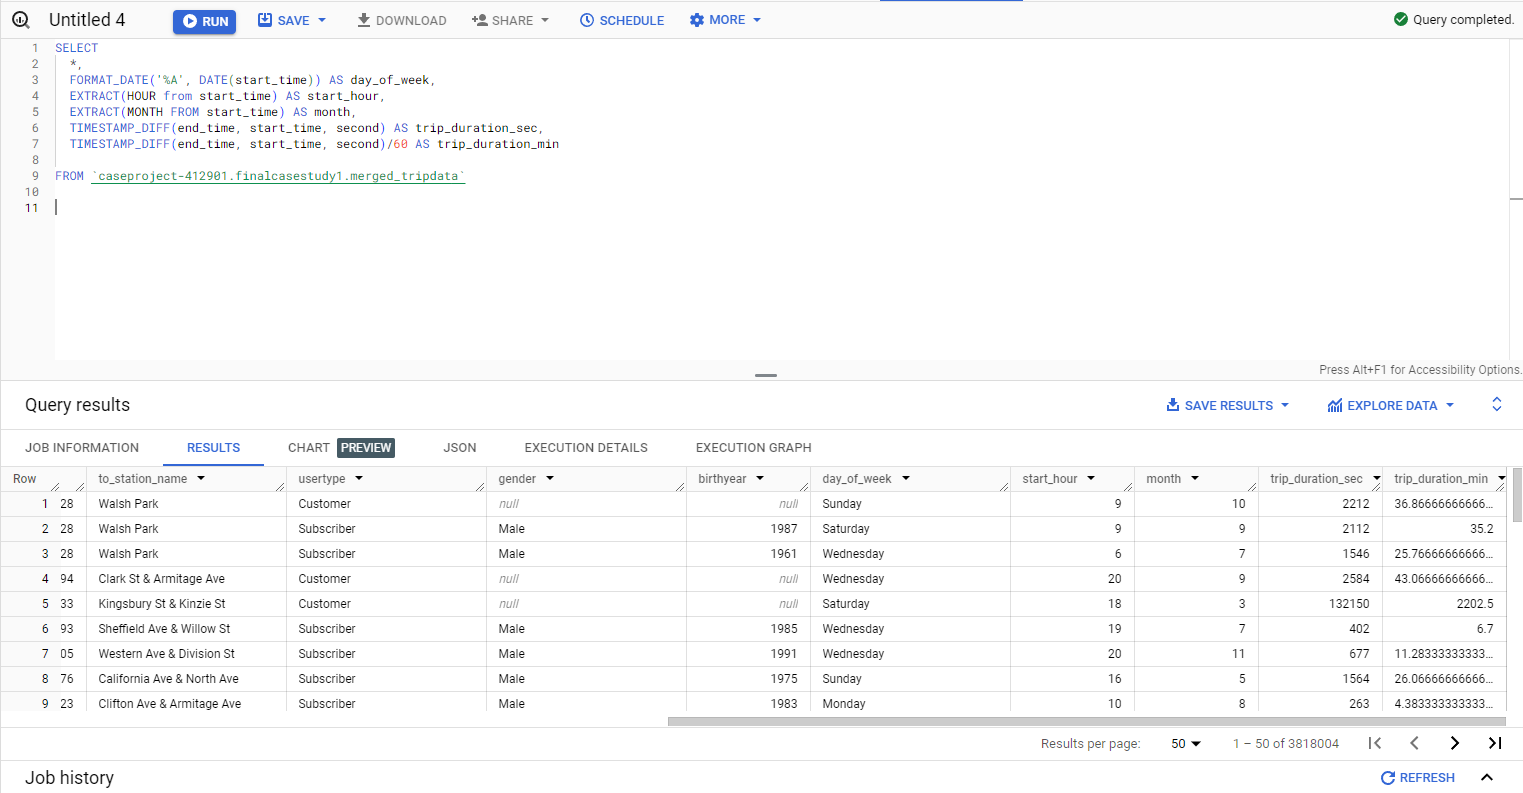 Untitled 4 RUN SAVE DOWNLOAD SHARE SCHEDULE MORE Query completed.
1 SELECT
2 *,
3 FORMAT_DATE('%A', DATE(start_time)) AS day_of_week,
4 EXTRACT(HOUR from start_time) AS start_hour,
5 EXTRACT(MONTH FROM start_time) AS month,
6 TIMESTAMP_DIFF(end_time, start_time, second) AS trip_duration_sec,
7 TIMESTAMP_DIFF(end_time, start_time, second)/60 AS trip_duration_min
8
9 FROM `caseproject-412901.finalcasestudy1.merged_tripdata`
10
11
Press Alt+F1 for Accessibility Options.
Query results SAVE RESULTS EXPLORE DATA
JOB INFORMATION RESULTS CHART PREVIEW JSON EXECUTION DETAILS EXECUTION GRAPH
Row to_station_name usertype gender birthyear day_of_week start_hour month trip_duration_sec trip_duration_min
1 28 Walsh Park Customer null null Sunday 9 10 2212 36.86666666666...
2 28 Walsh Park Subscriber Male 1987 Saturday 9 9 2112 35.2
3 28 Walsh Park Subscriber Male 1961 Wednesday 6 7 1546 25.76666666666...
4 94 Clark St & Armitage Ave Customer null null Wednesday 20 9 2584 43.06666666666...
5 33 Kingsbury St & Kinzie St Customer null null Saturday 18 3 132150 2202.5
6 93 Sheffield Ave & Willow St Subscriber Male 1985 Wednesday 19 7 402 6.7
7 05 Western Ave & Division St Subscriber Male 1991 Wednesday 20 11 677 11.28333333333...
8 76 California Ave & North Ave Subscriber Male 1975 Sunday 16 5 1564 26.06666666666...
9 23 Clifton Ave & Armitage Ave Subscriber Male 1983 Monday 10 8 263 4.383333333333...
Results per page: 50 1 – 50 of 3818004
Job history REFRESH